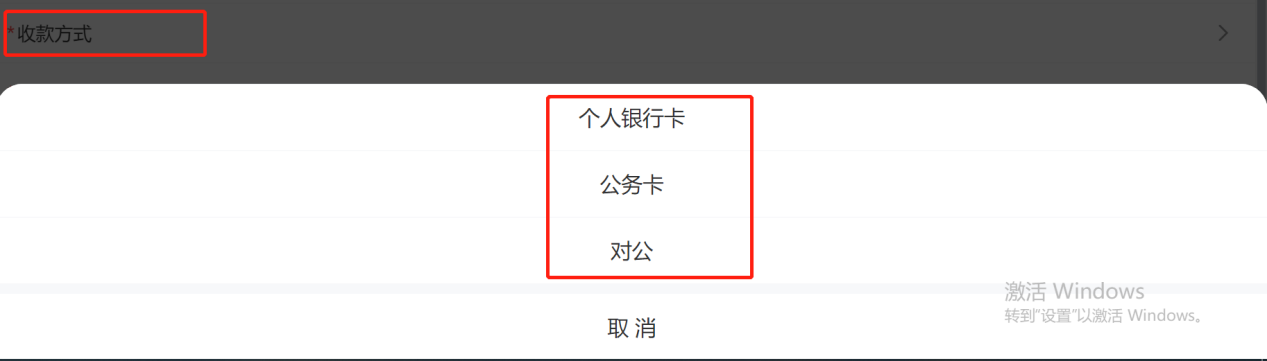 *收款方式
个人银行卡
公务卡
对公
取 消
激活 Windows
转到"设置"以激活 Windows。